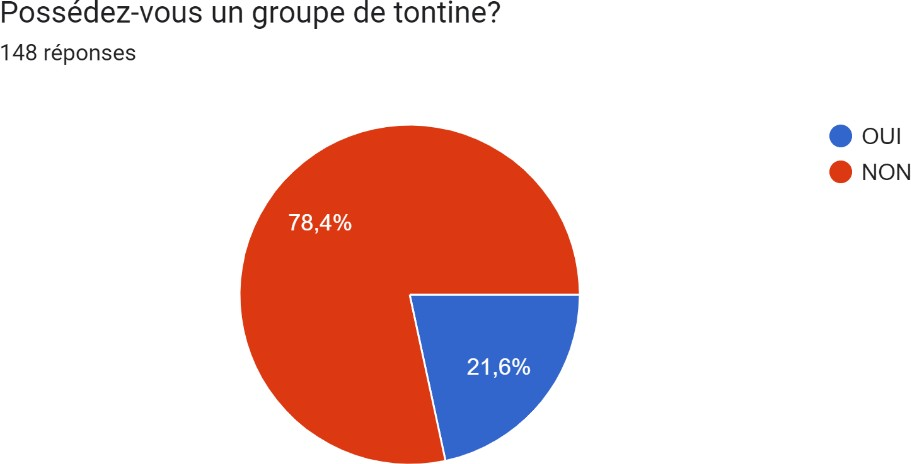 Possédez-vous un groupe de tontine?
148 réponses
OUI
NON
78,4%
21,6%